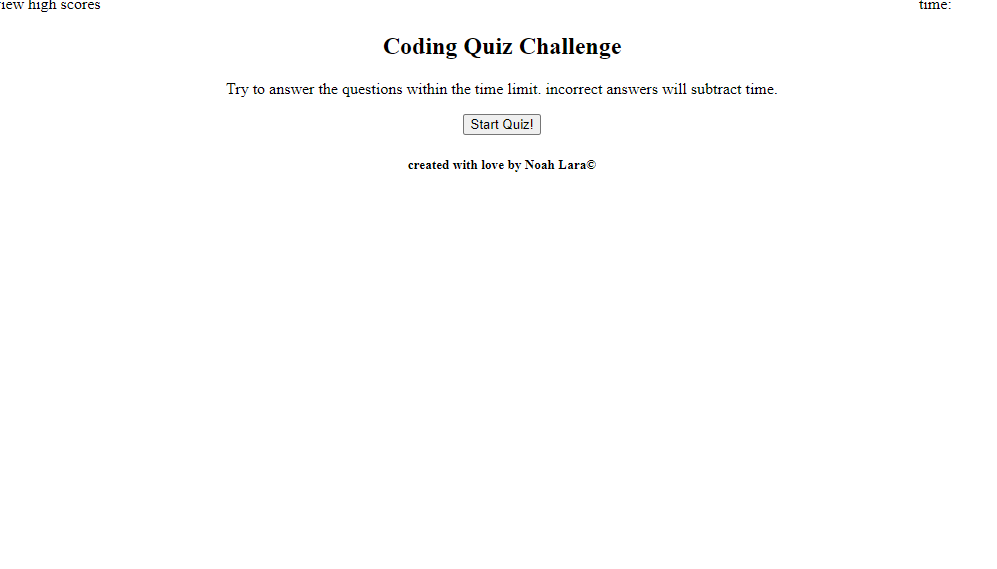 iew high scores time:
Coding Quiz Challenge
Try to answer the questions within the time limit. incorrect answers will subtract time.
Start Quiz!
created with love by Noah Lara©